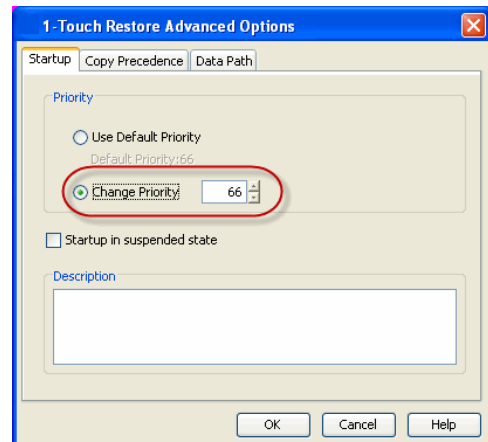 1-Touch Restore Advanced Options
Startup Copy Precedence Data Path
Priority
Use Default Priority
Default Priority:66
Change Priority 66
Startup in suspended state
Description
OK Cancel Help